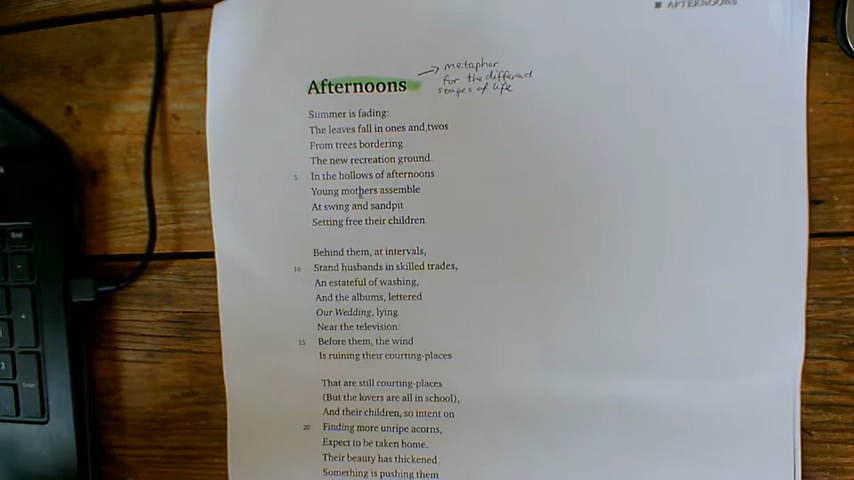 AFTERNOONS
Afternoons
metaphor
for the different
stages of life
Summer is fading:
The leaves fall in ones and twos
From trees bordering
The new recreation ground.
5 In the hollows of afternoons
Young mothers assemble
At swing and sandpit
Setting free their children.
Behind them, at intervals,
10 Stand husbands in skilled trades,
An estateful of washing,
And the albums, lettered
Our Wedding, lying
Near the television:
15 Before them, the wind
Is ruining their courting-places
That are still courting-places
(But the lovers are all in school),
And their children, so intent on
20 Finding more unripe acorns,
Expect to be taken home.
Their beauty has thickened.
Something is pushing them
End
Enter